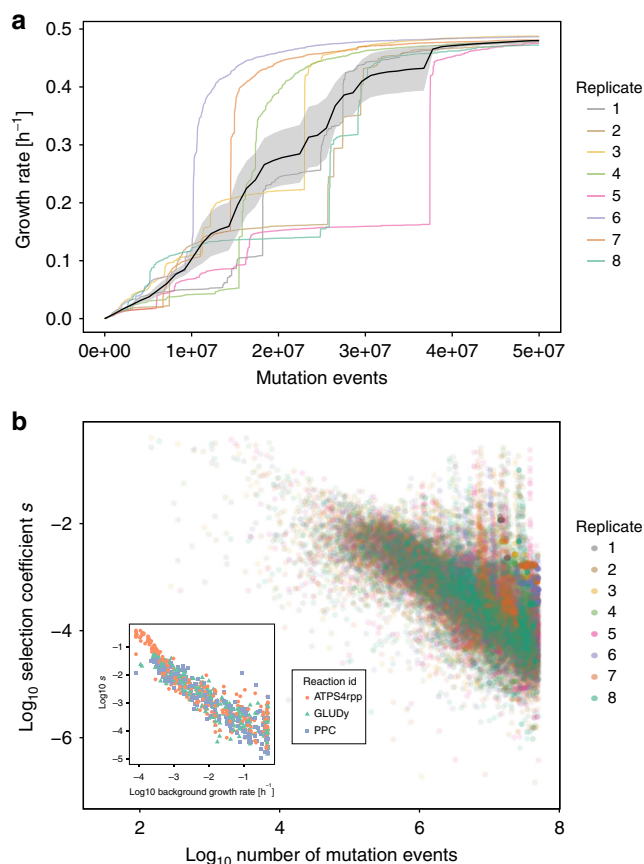 a
0.5
0.4
0.3
0.2
0.1
0.0
Growth rate [h⁻¹]
0e+00 1e+07 2e+07 3e+07 4e+07 5e+07
Mutation events
Replicate
1
2
3
4
5
6
7
8
b
−2
−4
−6
Log₁₀ selection coefficient s
2 4 6 8
Log₁₀ number of mutation events
−1
−2
−3
−4
−5
Log10 s
−4 −3 −2 −1
Log10 background growth rate [h⁻¹]
Reaction id
ATPS4rpp
GLUDy
PPC
Replicate
1
2
3
4
5
6
7
8